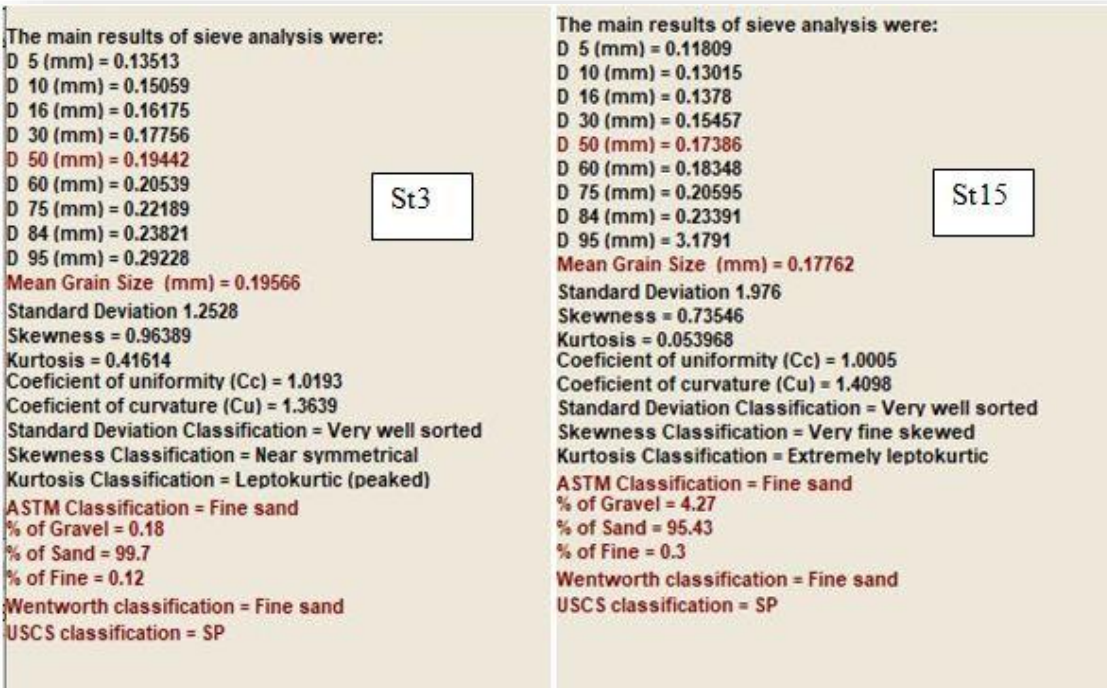 The main results of sieve analysis were:
D 5 (mm) = 0.13513
D 10 (mm) = 0.15059
D 16 (mm) = 0.16175
D 30 (mm) = 0.17756
D 50 (mm) = 0.19442
D 60 (mm) = 0.20539
D 75 (mm) = 0.22189
D 84 (mm) = 0.23821
D 95 (mm) = 0.29228
Mean Grain Size (mm) = 0.19566
Standard Deviation 1.2528
Skewness = 0.96389
Kurtosis = 0.41614
Coeficient of uniformity (Cc) = 1.0193
Coeficient of curvature (Cu) = 1.3639
Standard Deviation Classification = Very well sorted
Skewness Classification = Near symmetrical
Kurtosis Classification = Leptokurtic (peaked)
ASTM Classification = Fine sand
% of Gravel = 0.18
% of Sand = 99.7
% of Fine = 0.12
Wentworth classification = Fine sand
USCS classification = SP
St3
The main results of sieve analysis were:
D 5 (mm) = 0.11809
D 10 (mm) = 0.13015
D 16 (mm) = 0.1378
D 30 (mm) = 0.15457
D 50 (mm) = 0.17386
D 60 (mm) = 0.18348
D 75 (mm) = 0.20595
D 84 (mm) = 0.23391
D 95 (mm) = 3.1791
Mean Grain Size (mm) = 0.17762
Standard Deviation 1.976
Skewness = 0.73546
Kurtosis = 0.053968
Coeficient of uniformity (Cc) = 1.0005
Coeficient of curvature (Cu) = 1.4098
Standard Deviation Classification = Very well sorted
Skewness Classification = Very fine skewed
Kurtosis Classification = Extremely leptokurtic
ASTM Classification = Fine sand
% of Gravel = 4.27
% of Sand = 95.43
% of Fine = 0.3
Wentworth classification = Fine sand
USCS classification = SP
St15